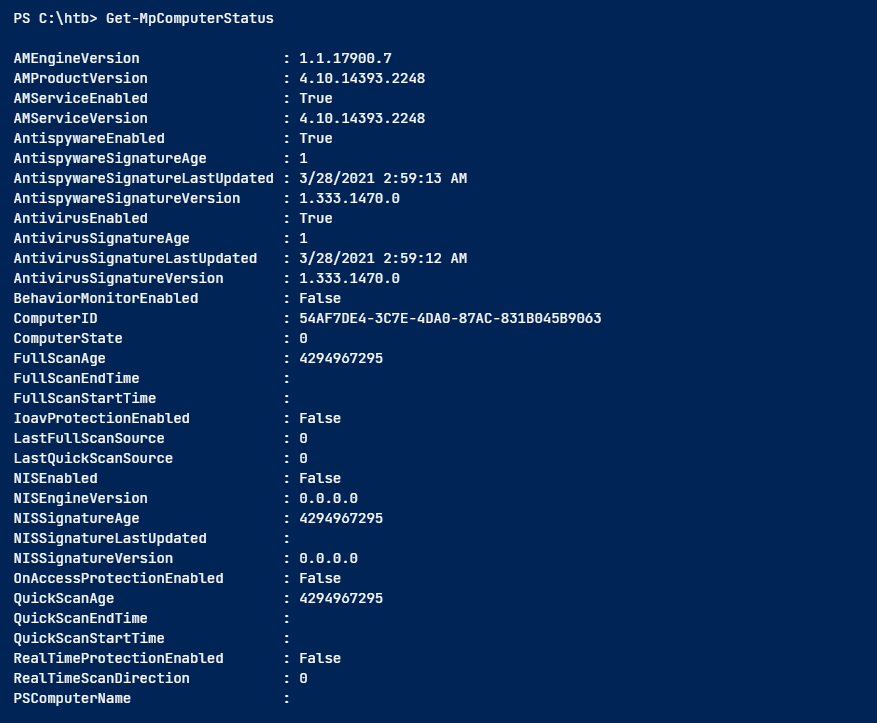 PS C:\htb> Get-MpComputerStatus
AMEngineVersion : 1.1.17900.7
AMProductVersion : 4.10.14393.2248
AMServiceEnabled : True
AMServiceVersion : 4.10.14393.2248
AntispywareEnabled : True
AntispywareSignatureAge : 1
AntispywareSignatureLastUpdated : 3/28/2021 2:59:13 AM
AntispywareSignatureVersion : 1.333.1470.0
AntivirusEnabled : True
AntivirusSignatureAge : 1
AntivirusSignatureLastUpdated : 3/28/2021 2:59:12 AM
AntivirusSignatureVersion : 1.333.1470.0
BehaviorMonitorEnabled : False
ComputerID : 54AF7DE4-3C7E-4DA0-87AC-831B045B9063
ComputerState : 0
FullScanAge : 4294967295
FullScanEndTime :
FullScanStartTime :
IoavProtectionEnabled : False
LastFullScanSource : 0
LastQuickScanSource : 0
NISEnabled : False
NISEngineVersion : 0.0.0.0
NISSignatureAge : 4294967295
NISSignatureLastUpdated :
NISSignatureVersion : 0.0.0.0
OnAccessProtectionEnabled : False
QuickScanAge : 4294967295
QuickScanEndTime :
QuickScanStartTime :
RealTimeProtectionEnabled : False
RealTimeScanDirection : 0
PSComputerName :